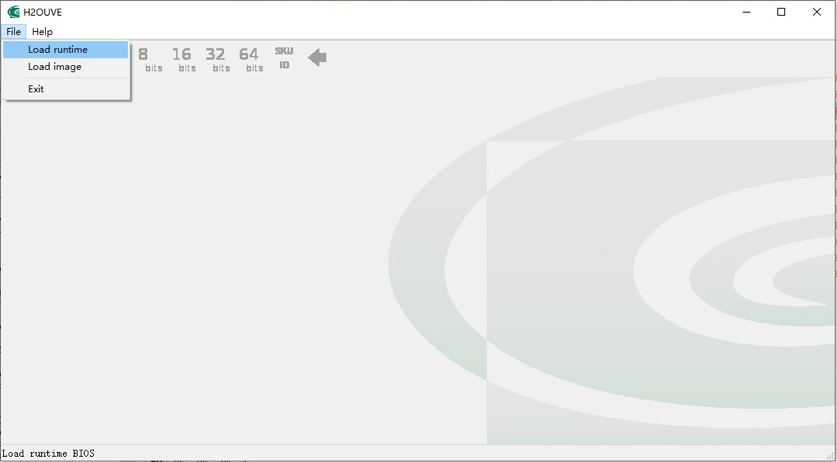 H2OUVE
File Help
Load runtime
Load image
Exit
8 bits 16 bits 32 bits 64 bits SKU ID
Load runtime BIOS